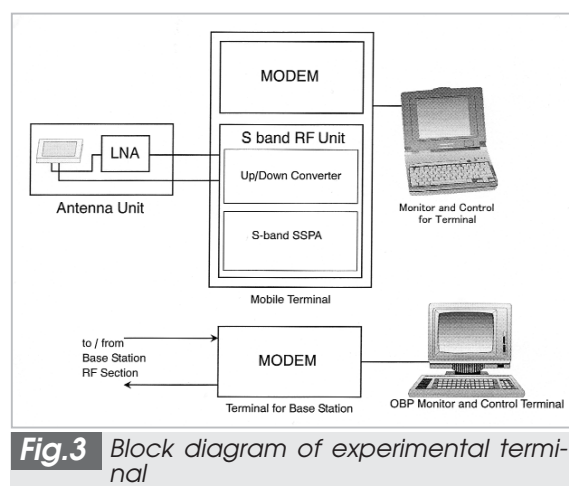 MODEM
S band RF Unit
LNA
Up/Down Converter
Antenna Unit
Monitor and Control
for Terminal
S-band SSPA
Mobile Terminal
to / from
Base Station
RF Section
MODEM
Terminal for Base Station
OBP Monitor and Control Terminal
Fig.3 Block diagram of experimental termi-
nal